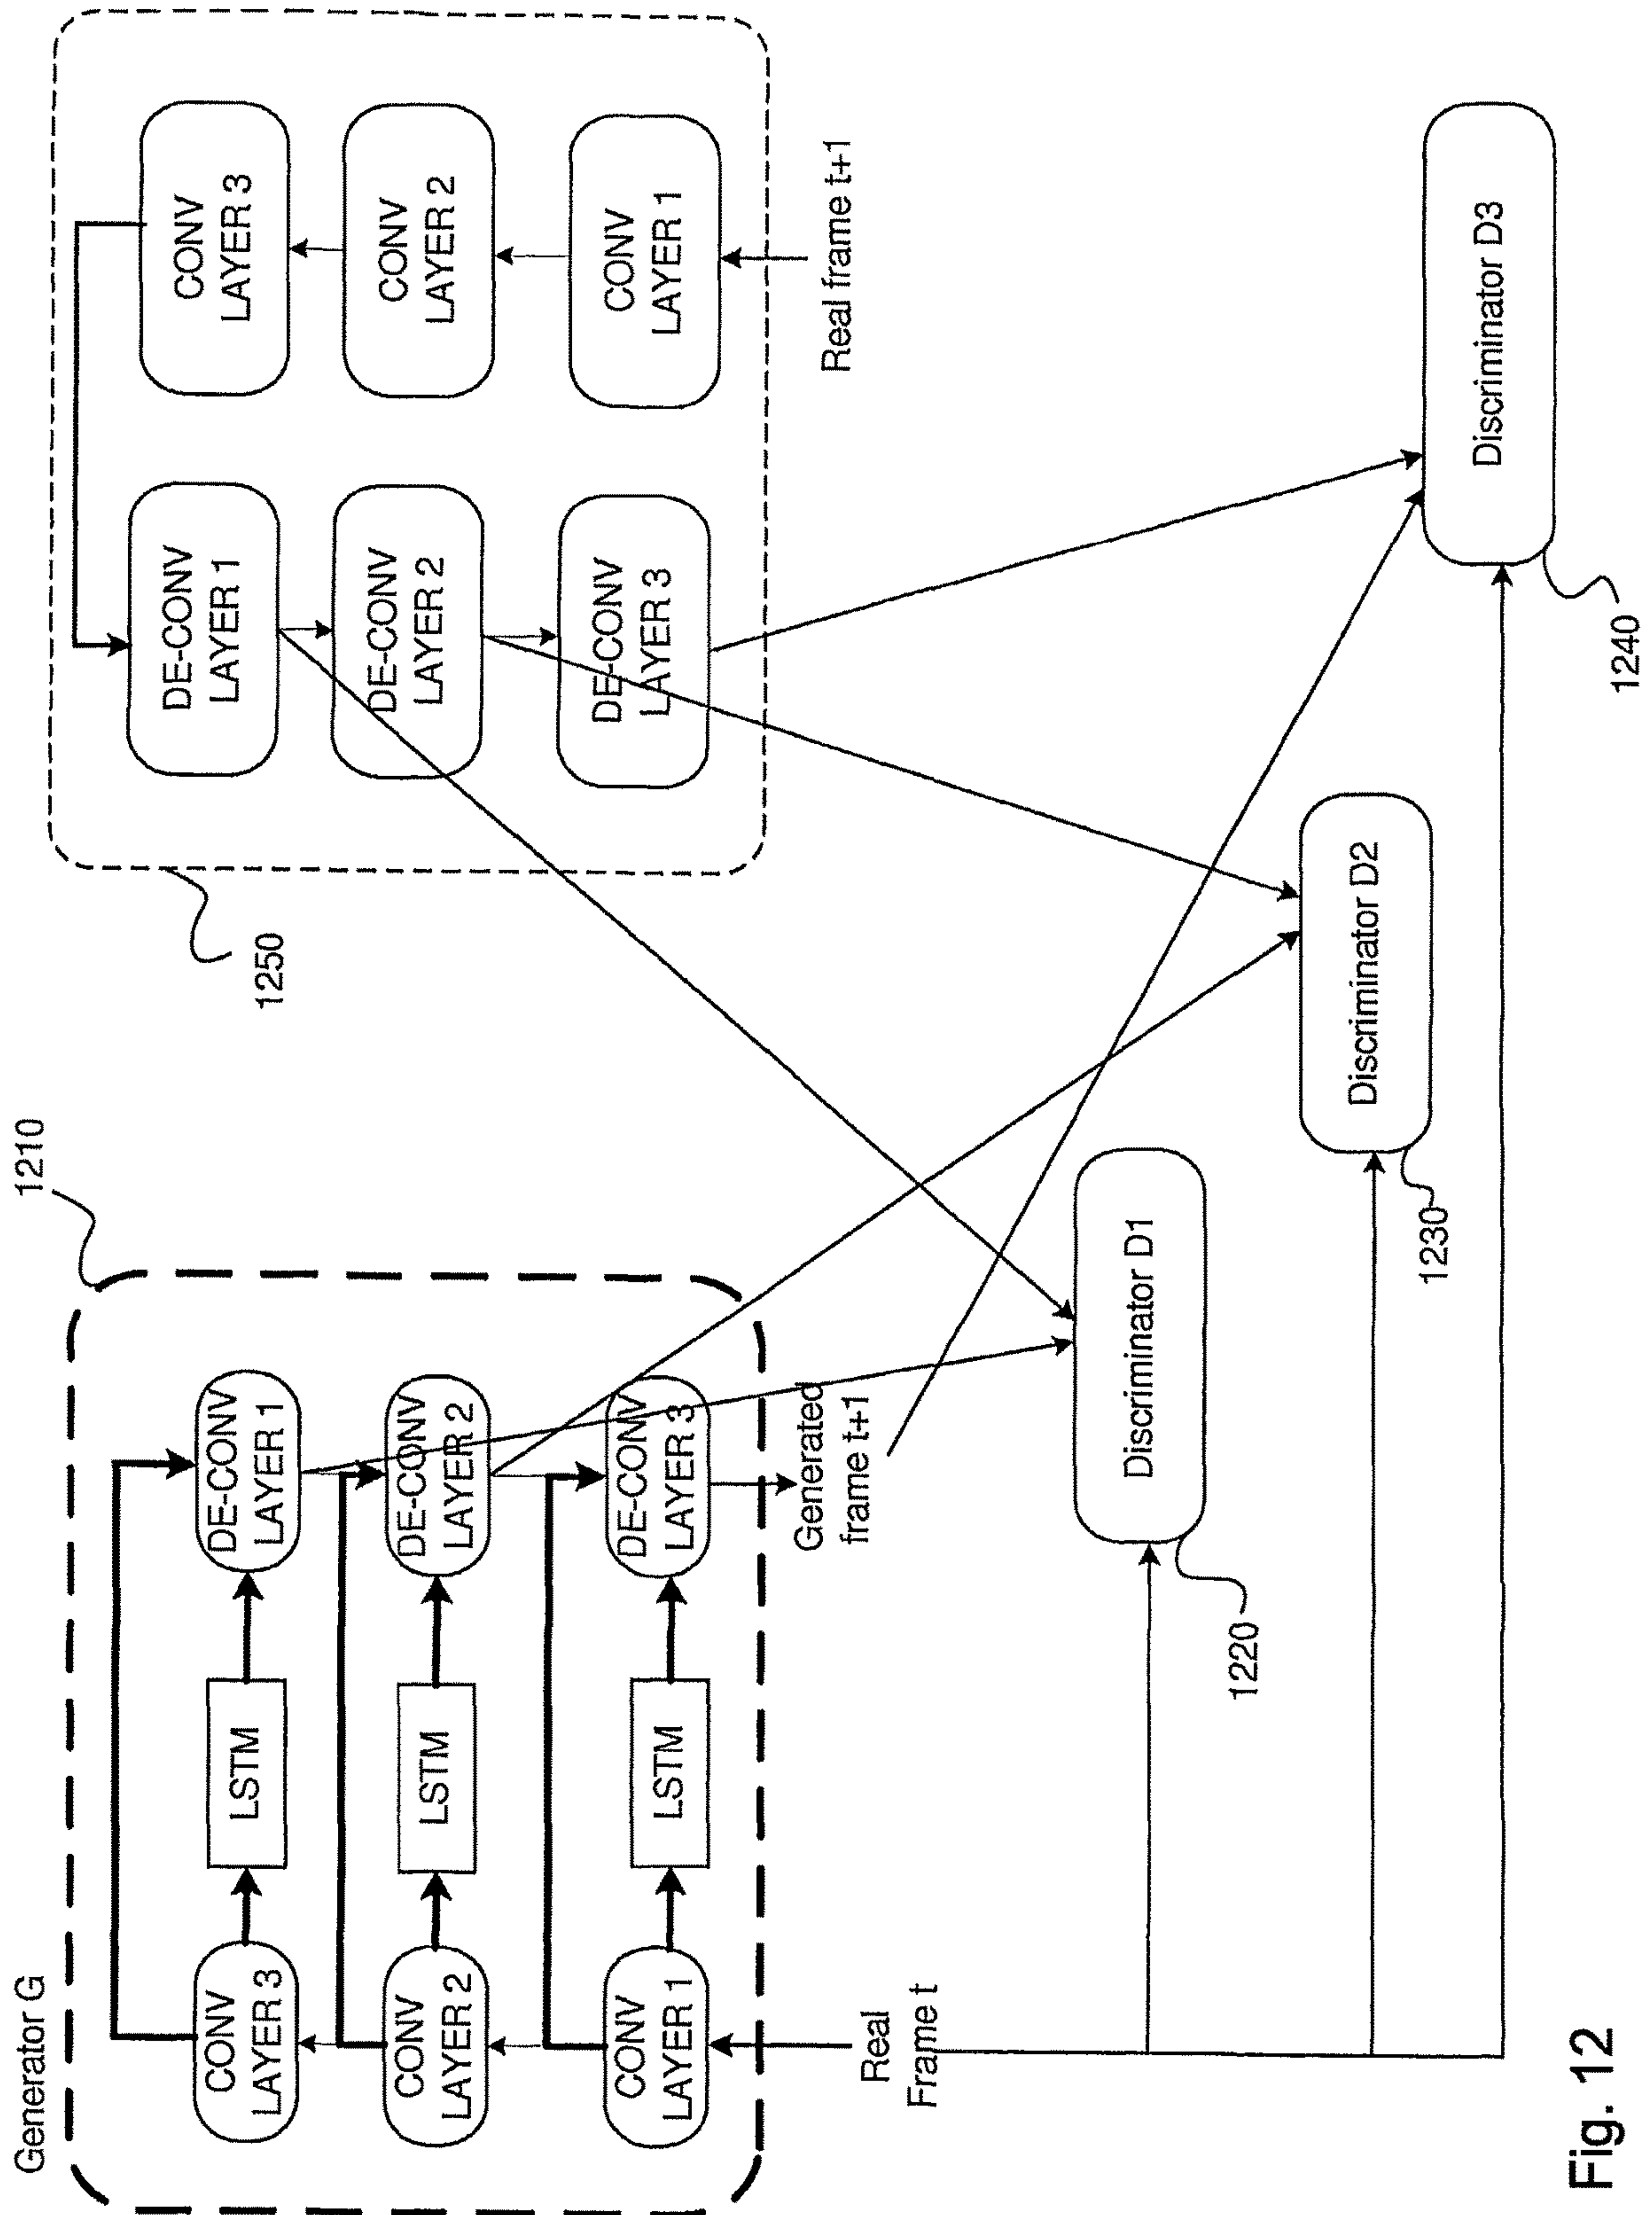 Generator G
1210
CONV
LAYER 3
LSTM
DE-CONV
LAYER 1
CONV
LAYER 2
LSTM
DE-CONV
LAYER 2
CONV
LAYER 1
LSTM
DE-CONV
LAYER 3
Real
Frame t
Generated
frame t+1
1250
DE-CONV
LAYER 1
CONV
LAYER 3
DE-CONV
LAYER 2
CONV
LAYER 2
DE-CONV
LAYER 3
CONV
LAYER 1
Real frame t+1
Discriminator D1
1220
Discriminator D2
1230
Discriminator D3
1240
Fig. 12